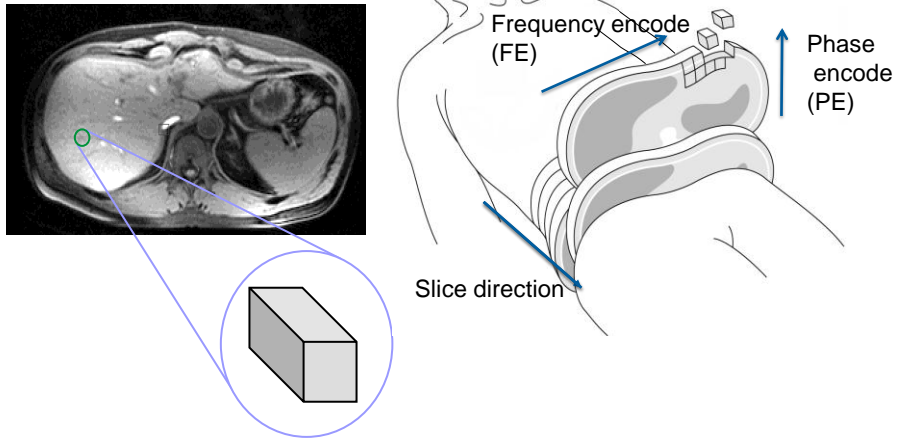 Frequency encode
(FE)
Phase
encode
(PE)
Slice direction